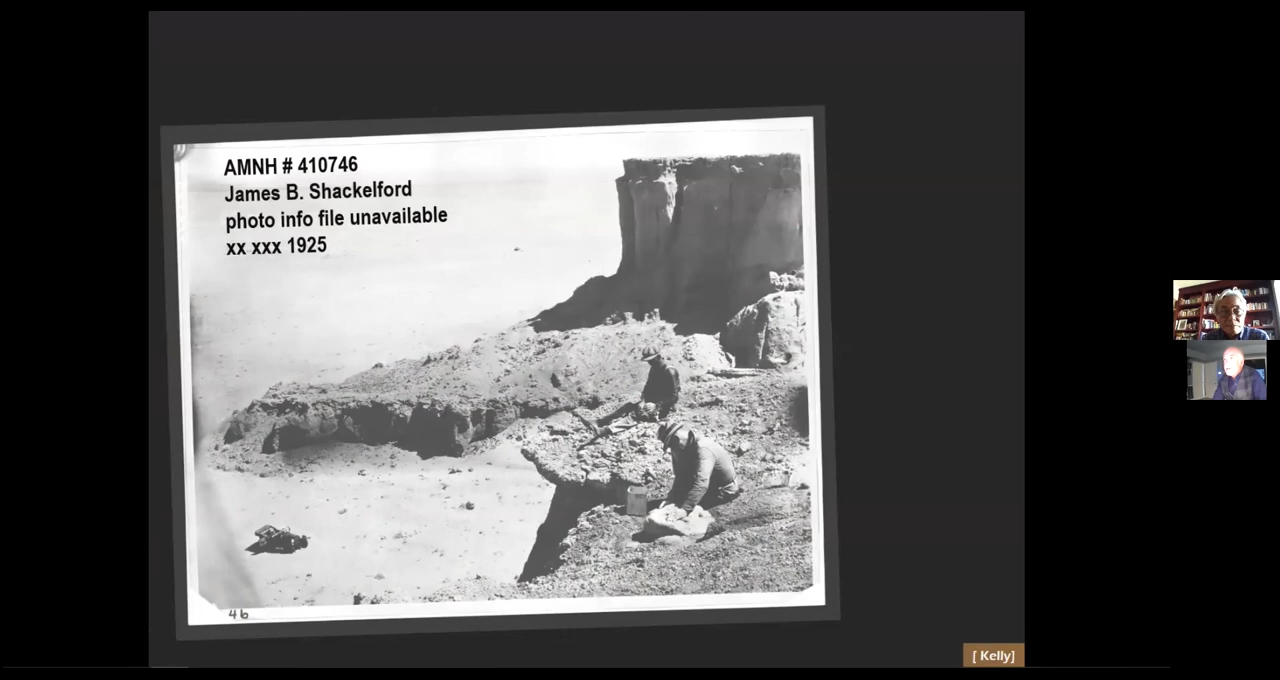 AMNH # 410746
James B. Shackelford
photo info file unavailable
xx xxx 1925
46
[ Kelly]